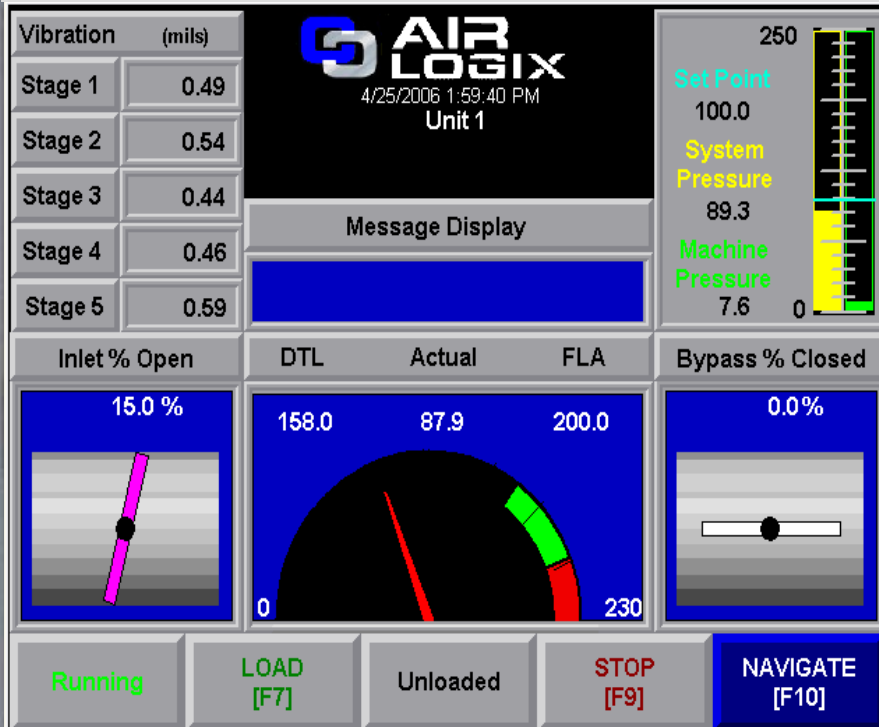 Vibration (mils)
Stage 1 0.49
Stage 2 0.54
Stage 3 0.44
Stage 4 0.46
Stage 5 0.59
AIR
LOGIX
4/25/2006 1:59:40 PM
Unit 1
Message Display
250
Set Point
100.0
System
Pressure
89.3
Machine
Pressure
7.6
0
Inlet % Open
15.0 %
DTL Actual FLA
158.0 87.9 200.0
0 230
Bypass % Closed
0.0%
Running
LOAD
[F7]
Unloaded
STOP
[F9]
NAVIGATE
[F10]